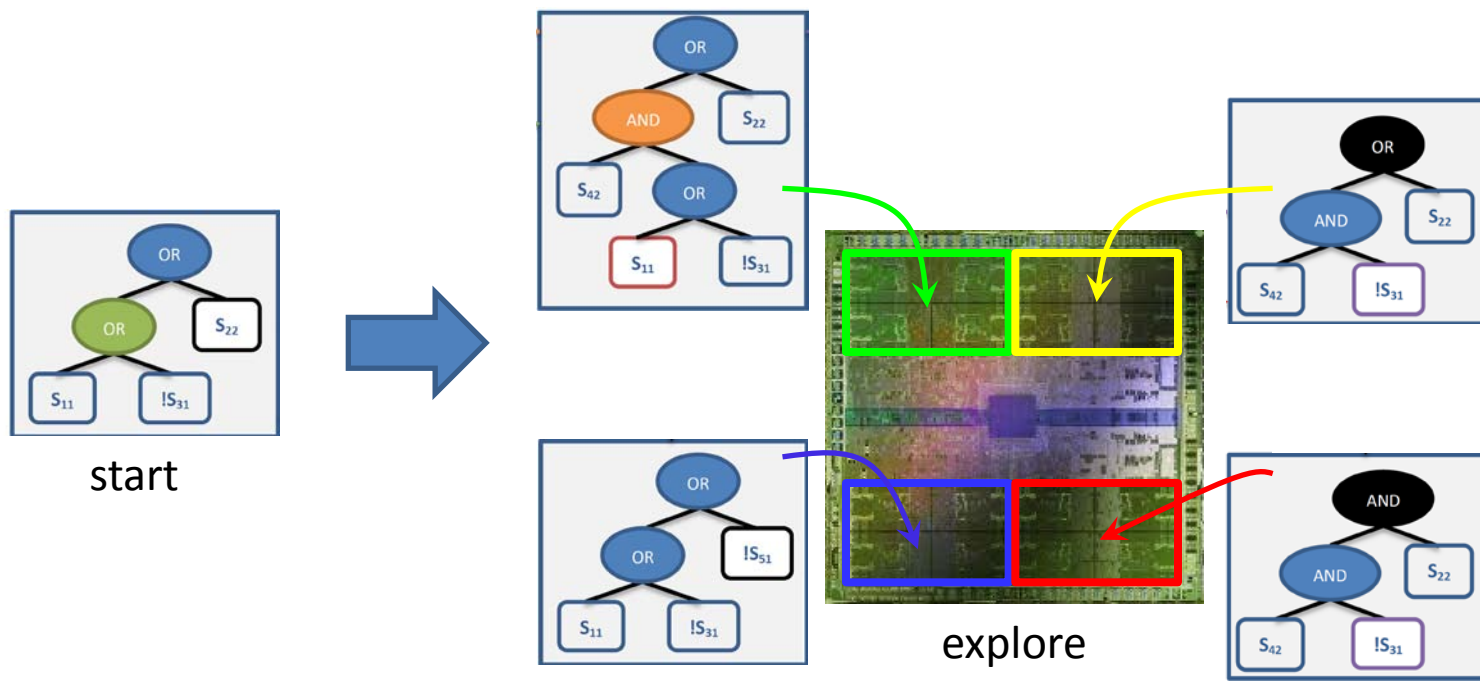 OR
OR
S₂₂
S₁₁
!S₃₁
start
OR
AND
S₂₂
S₄₂
OR
S₁₁
!S₃₁
OR
AND
S₂₂
S₄₂
!S₃₁
OR
OR
!S₅₁
S₁₁
!S₃₁
explore
AND
AND
S₂₂
S₄₂
!S₃₁